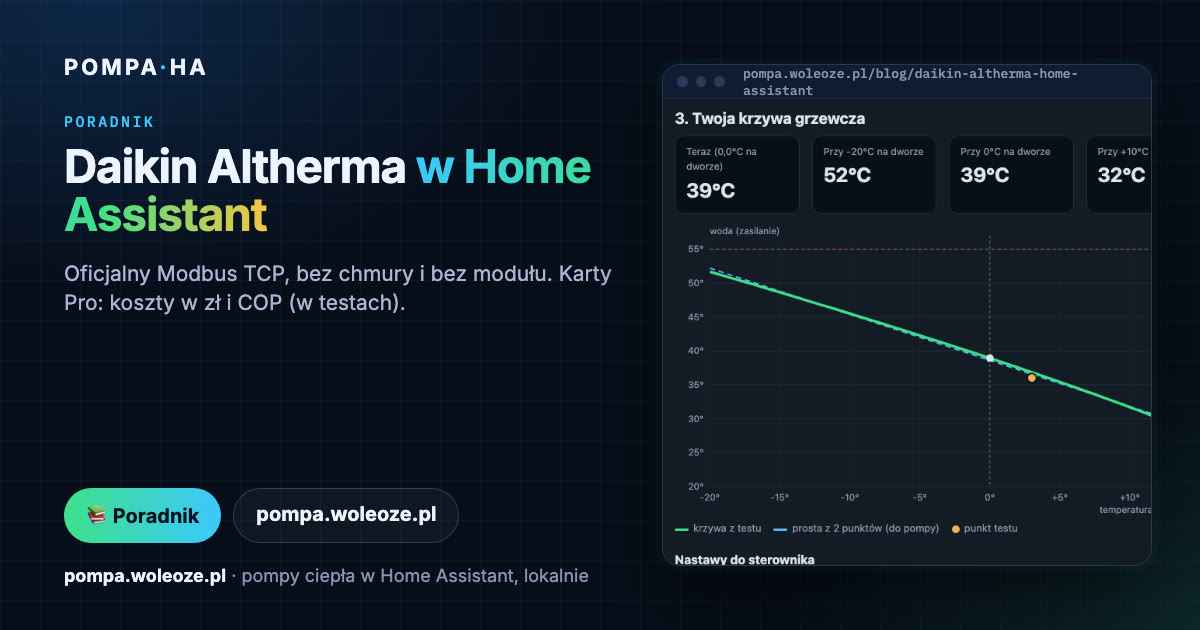 POMPA·HA
PORADNIK
Daikin Altherma w Home
Assistant
Oficjalny Modbus TCP, bez chmury i bez modułu. Karty
Pro: koszty w zł i COP (w testach).
📚 Poradnik
pompa.woleoze.pl
pompa.woleoze.pl · pompy ciepła w Home Assistant, lokalnie
pompa.woleoze.pl/blog/daikin-altherma-home-
assistant
3. Twoja krzywa grzewcza
Teraz (0,0°C na
dworze)
39°C
Przy -20°C na dworze
52°C
Przy 0°C na dworze
39°C
Przy +10°C
32°C
woda (zasilanie)
55°
50°
45°
40°
35°
30°
25°
20°
-20°
-15°
-10°
-5°
0°
+5°
+10°
temperatura
krzywa z testu
prosta z 2 punktów (do pompy)
punkt testu
Nastawy do sterownika